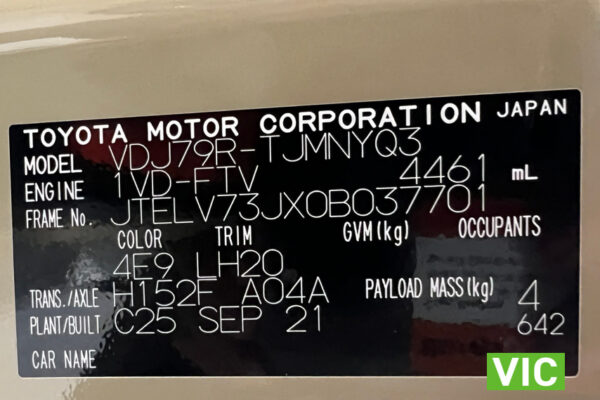 TOYOTA MOTOR CORPORATION JAPAN
MODEL VDJ79R-TJMNYQ3
ENGINE 1VD-FTV 4461 mL
FRAME No. JTELV73JX0B037701
COLOR TRIM GVM(kg) OCCUPANTS
4E9 LH20
TRANS./AXLE H152F A04A PAYLOAD MASS(kg) 4
PLANT/BUILT C25 SEP 21 642
CAR NAME
VIC